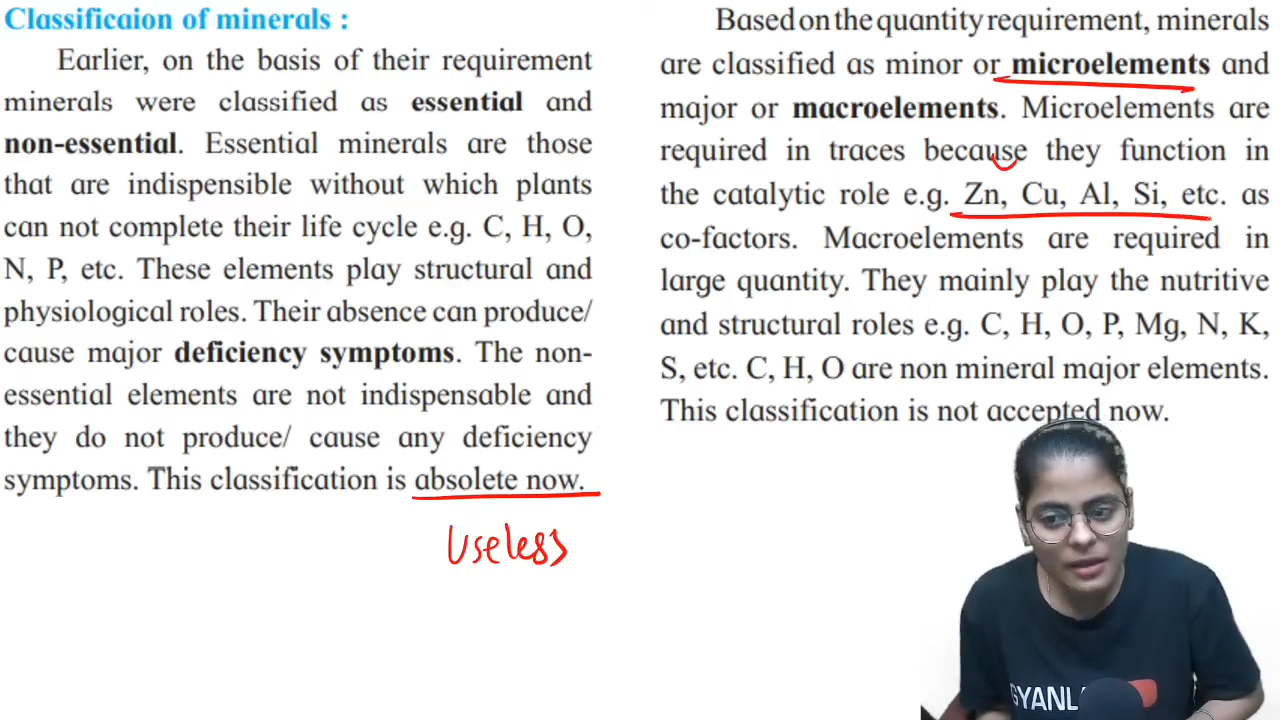 Classificaion of minerals :
Earlier, on the basis of their requirement
minerals were classified as essential and
non-essential. Essential minerals are those
that are indispensible without which plants
can not complete their life cycle e.g. C, H, O,
N, P, etc. These elements play structural and
physiological roles. Their absence can produce/
cause major deficiency symptoms. The non-
essential elements are not indispensable and
they do not produce/ cause any deficiency
symptoms. This classification is absolete now.
Useless
Based on the quantity requirement, minerals
are classified as minor or microelements and
major or macroelements. Microelements are
required in traces because they function in
the catalytic role e.g. Zn, Cu, Al, Si, etc. as
co-factors. Macroelements are required in
large quantity. They mainly play the nutritive
and structural roles e.g. C, H, O, P, Mg, N, K,
S, etc. C, H, O are non mineral major elements.
This classification is not accepted now.